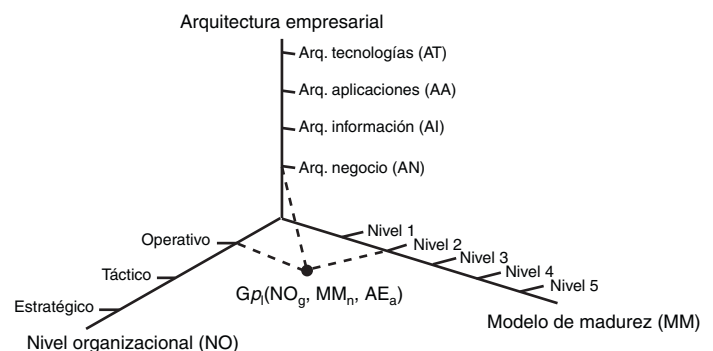 Arquitectura empresarial
Arq. tecnologías (AT)
Arq. aplicaciones (AA)
Arq. información (AI)
Arq. negocio (AN)
Nivel 1
Operativo
Nivel 2
Nivel 3
Táctico
Nivel 4
Nivel 5
Gpᵢ(NO_g, MM_n, AE_a)
Estratégico
Modelo de madurez (MM)
Nivel organizacional (NO)